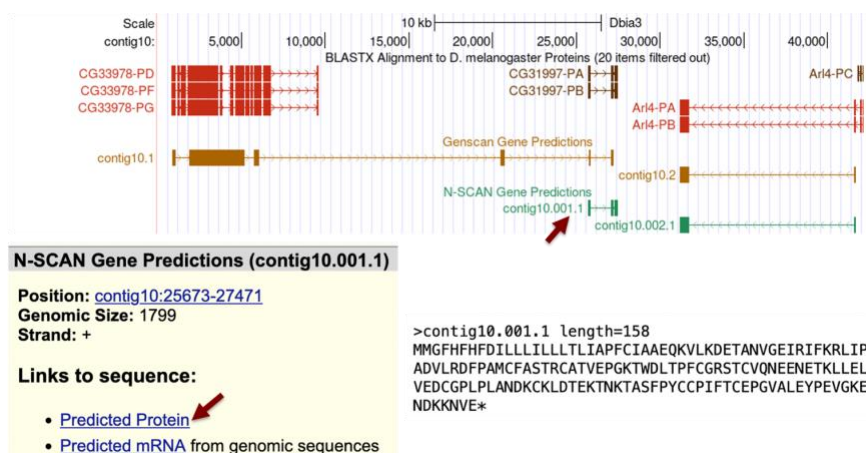 Scale 10 kb Dbia3
contig10: 5,000 10,000 15,000 20,000 25,000 30,000 35,000 40,000
BLASTX Alignment to D. melanogaster Proteins (20 items filtered out)
CG33978-PD CG31997-PA Arl4-PC
CG33978-PF CG31997-PB
CG33978-PG Arl4-PA
Arl4-PB
Genscan Gene Predictions
contig10.1
contig10.2
N-SCAN Gene Predictions
contig10.001.1
contig10.002.1
N-SCAN Gene Predictions (contig10.001.1)
Position: contig10:25673-27471
Genomic Size: 1799
Strand: +
Links to sequence:
• Predicted Protein
• Predicted mRNA from genomic sequences
>contig10.001.1 length=158
MMGFHFHFDILLLILLLTLIAPFCIAAEQKVLKDETANVGEIRIFKRLIP
ADVLRDFPAMCFASTRCATVEPGKTWDLTPFCGRSTCVQNEENETKLLEL
VEDCGPLPLANDKCKLDTEKTNKTASFPYCCPIFTCEPGVALEYPEVGKE
NDKKNVE*